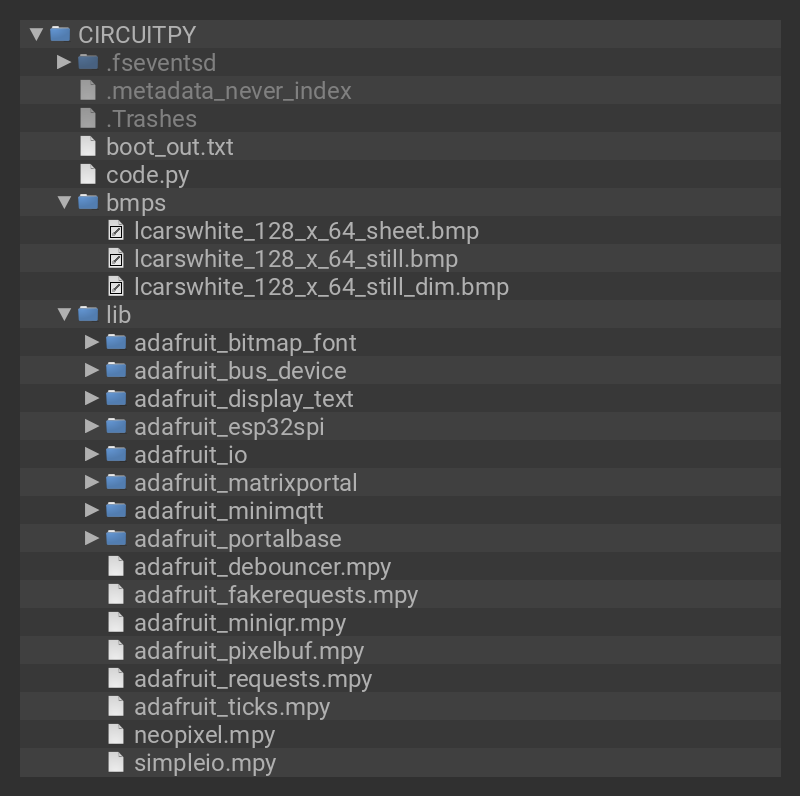 CIRCUITPY
.fseventsd
.metadata_never_index
.Trashes
boot_out.txt
code.py
bmps
lcarswhite_128_x_64_sheet.bmp
lcarswhite_128_x_64_still.bmp
lcarswhite_128_x_64_still_dim.bmp
lib
adafruit_bitmap_font
adafruit_bus_device
adafruit_display_text
adafruit_esp32spi
adafruit_io
adafruit_matrixportal
adafruit_minimqtt
adafruit_portalbase
adafruit_debouncer.mpy
adafruit_fakerequests.mpy
adafruit_miniqr.mpy
adafruit_pixelbuf.mpy
adafruit_requests.mpy
adafruit_ticks.mpy
neopixel.mpy
simpleio.mpy